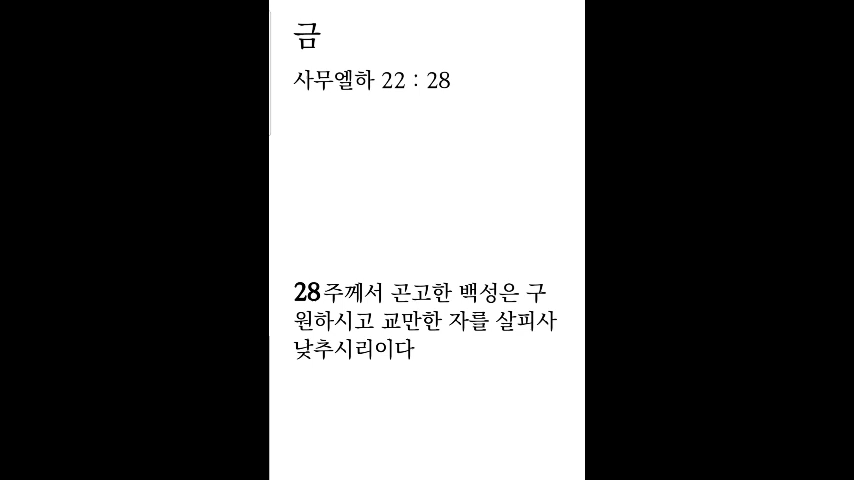 금
사무엘하 22 : 28
28주께서 곤고한 백성은 구
원하시고 교만한 자를 살피사
낮추시리이다